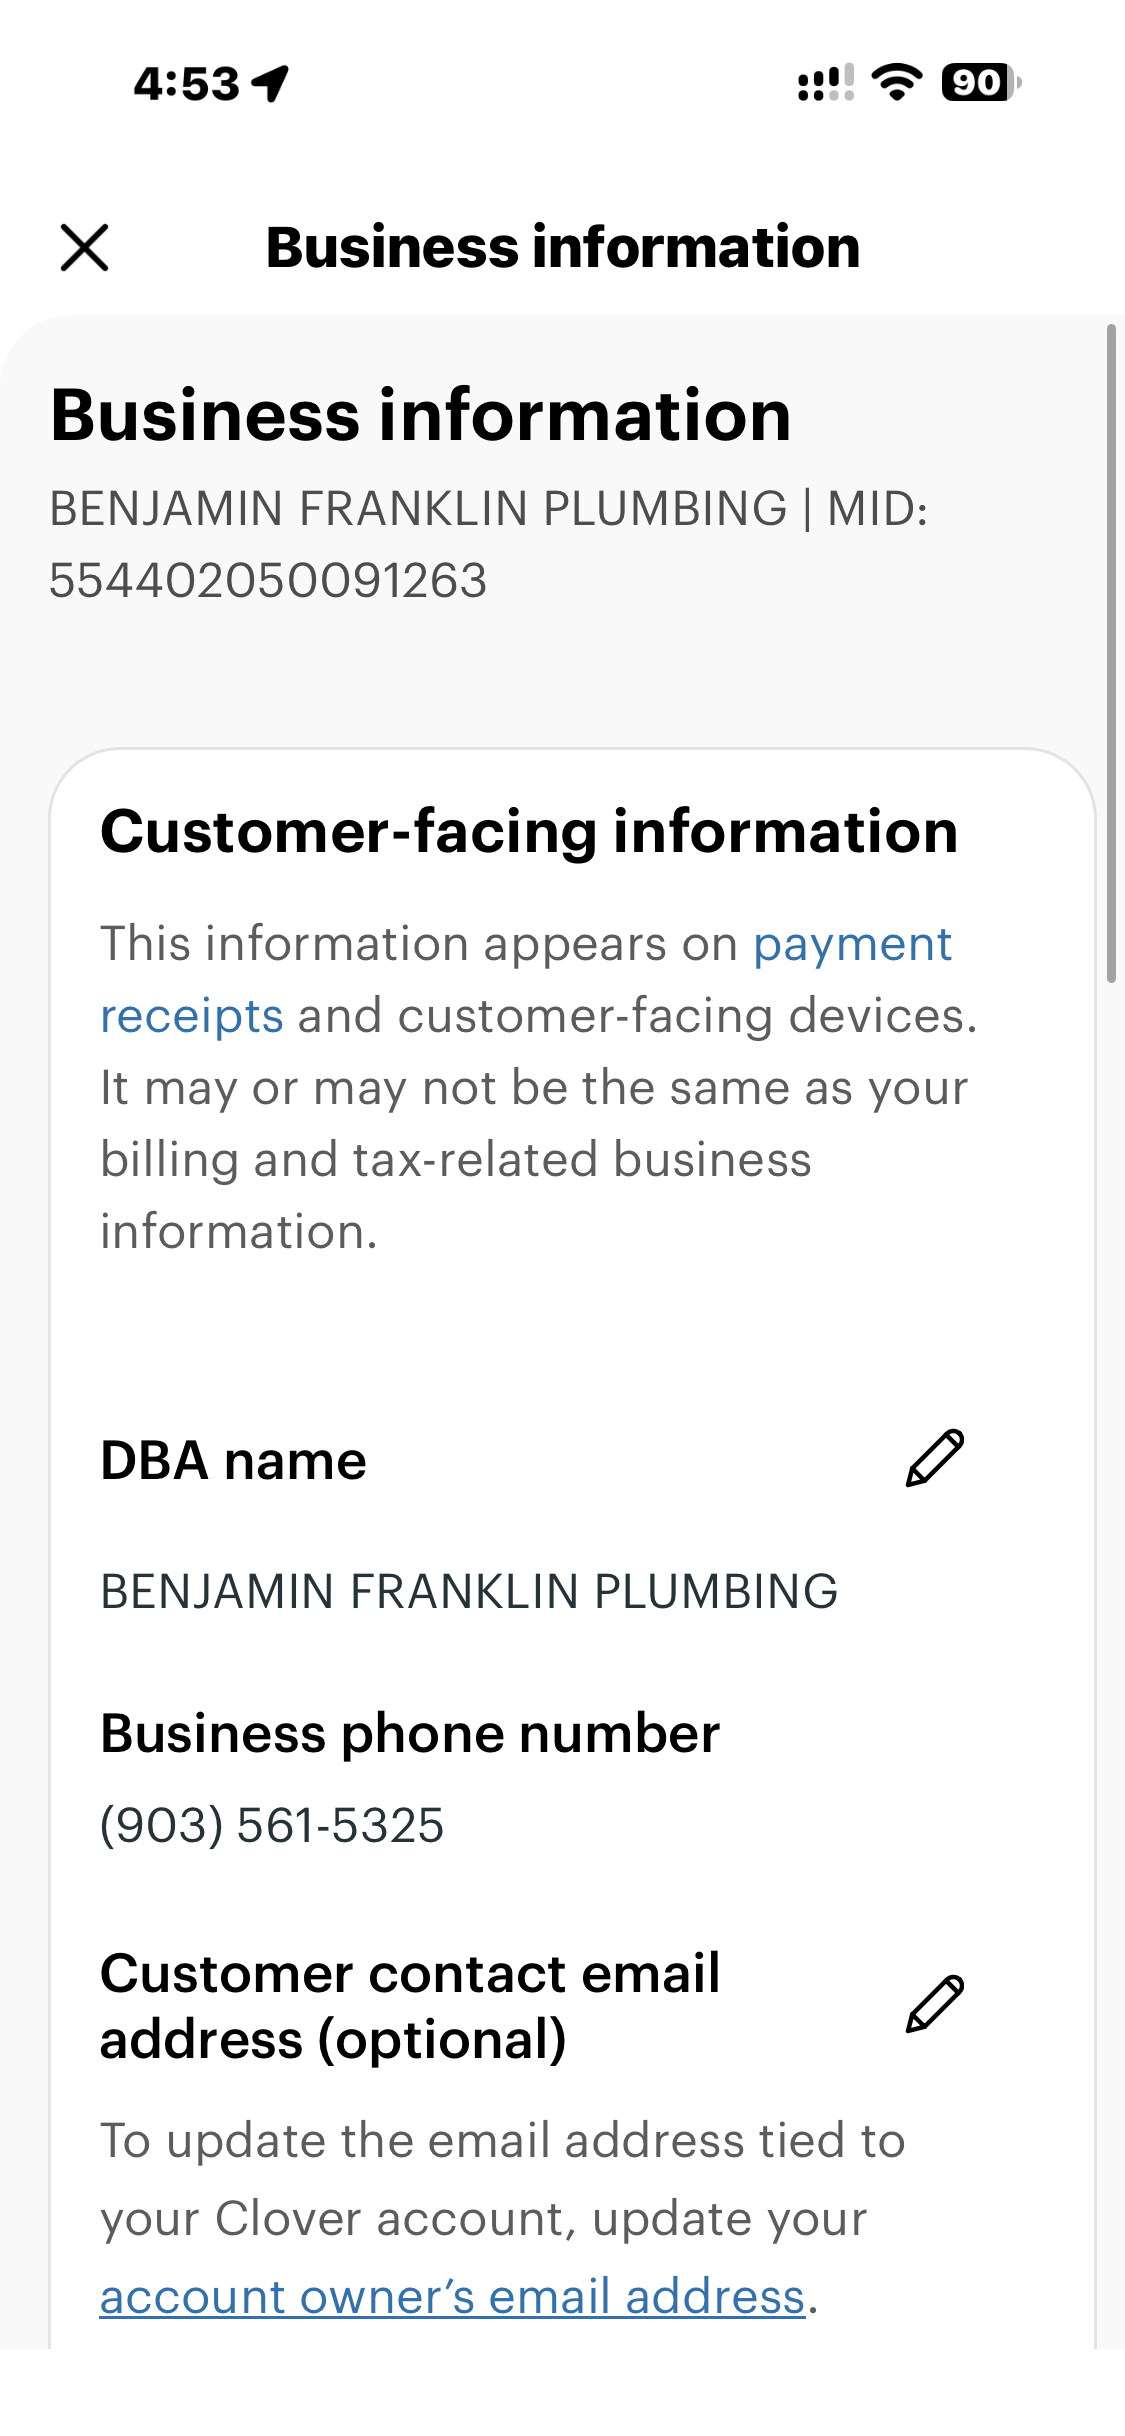 4:53
90
Business information
Business information
BENJAMIN FRANKLIN PLUMBING | MID:
554402050091263
Customer-facing information
This information appears on payment
receipts and customer-facing devices.
It may or may not be the same as your
billing and tax-related business
information.
DBA name
BENJAMIN FRANKLIN PLUMBING
Business phone number
(903) 561-5325
Customer contact email
address (optional)
To update the email address tied to
your Clover account, update your
account owner’s email address.